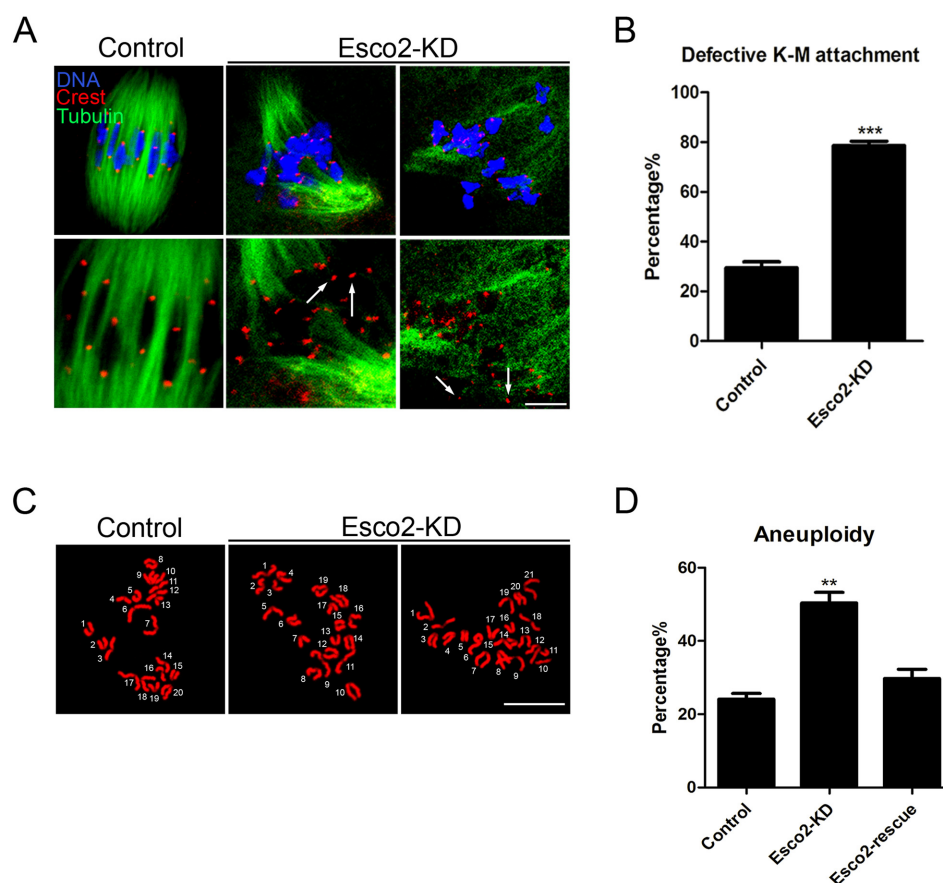 A
Control
Esco2-KD
DNA
Crest
Tubulin
B
Defective K-M attachment
Percentage%
100
80
60
40
20
0
***
Control
Esco2-KD
C
Control
Esco2-KD
1 2 3 4 5 6 7 8 9 10 11 12 13 14 15 16 17 18 19 20
1 2 3 4 5 6 7 8 9 10 11 12 13 14 15 16 17 18 19
1 2 3 4 5 6 7 8 9 10 11 12 13 14 15 16 17 18 19 20 21
D
Aneuploidy
Percentage%
60
40
20
0
**
Control
Esco2-KD
Esco2-rescue